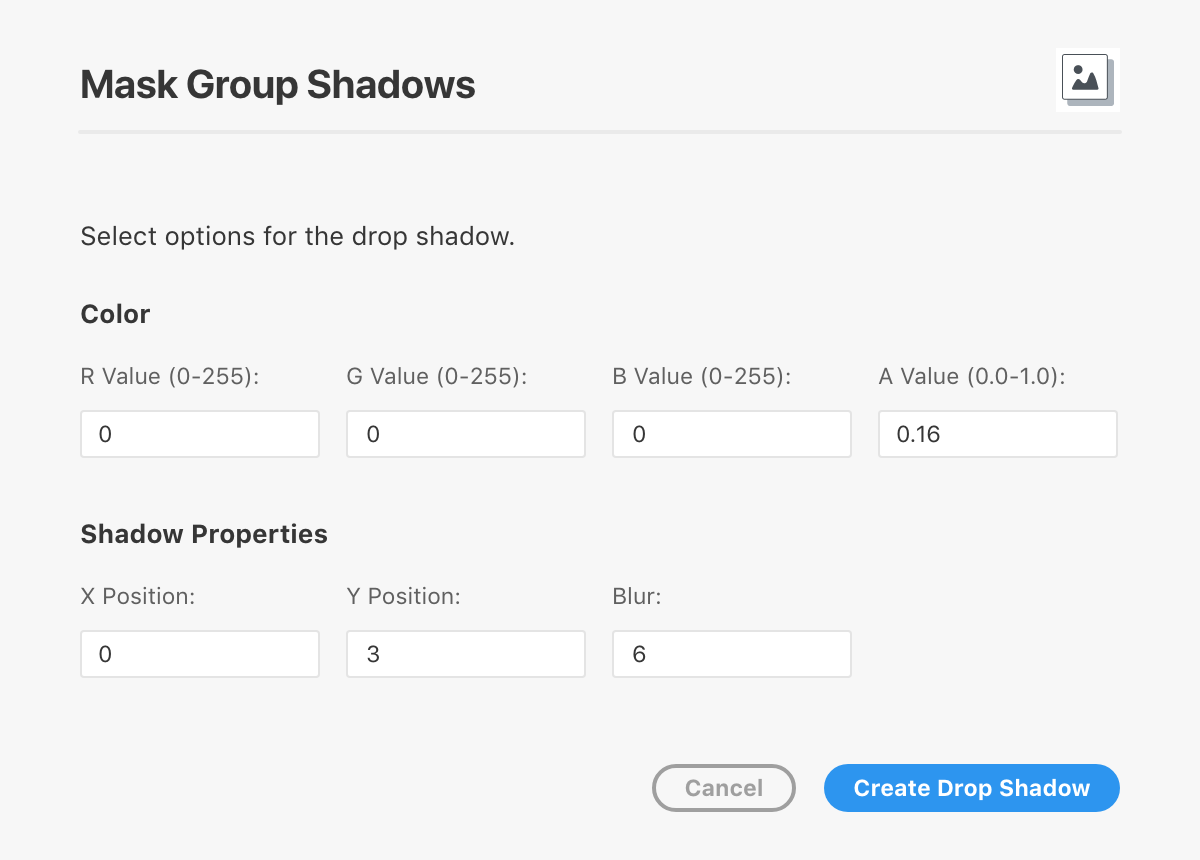 Mask Group Shadows
Select options for the drop shadow.
Color
R Value (0-255): G Value (0-255): B Value (0-255): A Value (0.0-1.0):
0 0 0 0.16
Shadow Properties
X Position: Y Position: Blur:
0 3 6
Cancel Create Drop Shadow